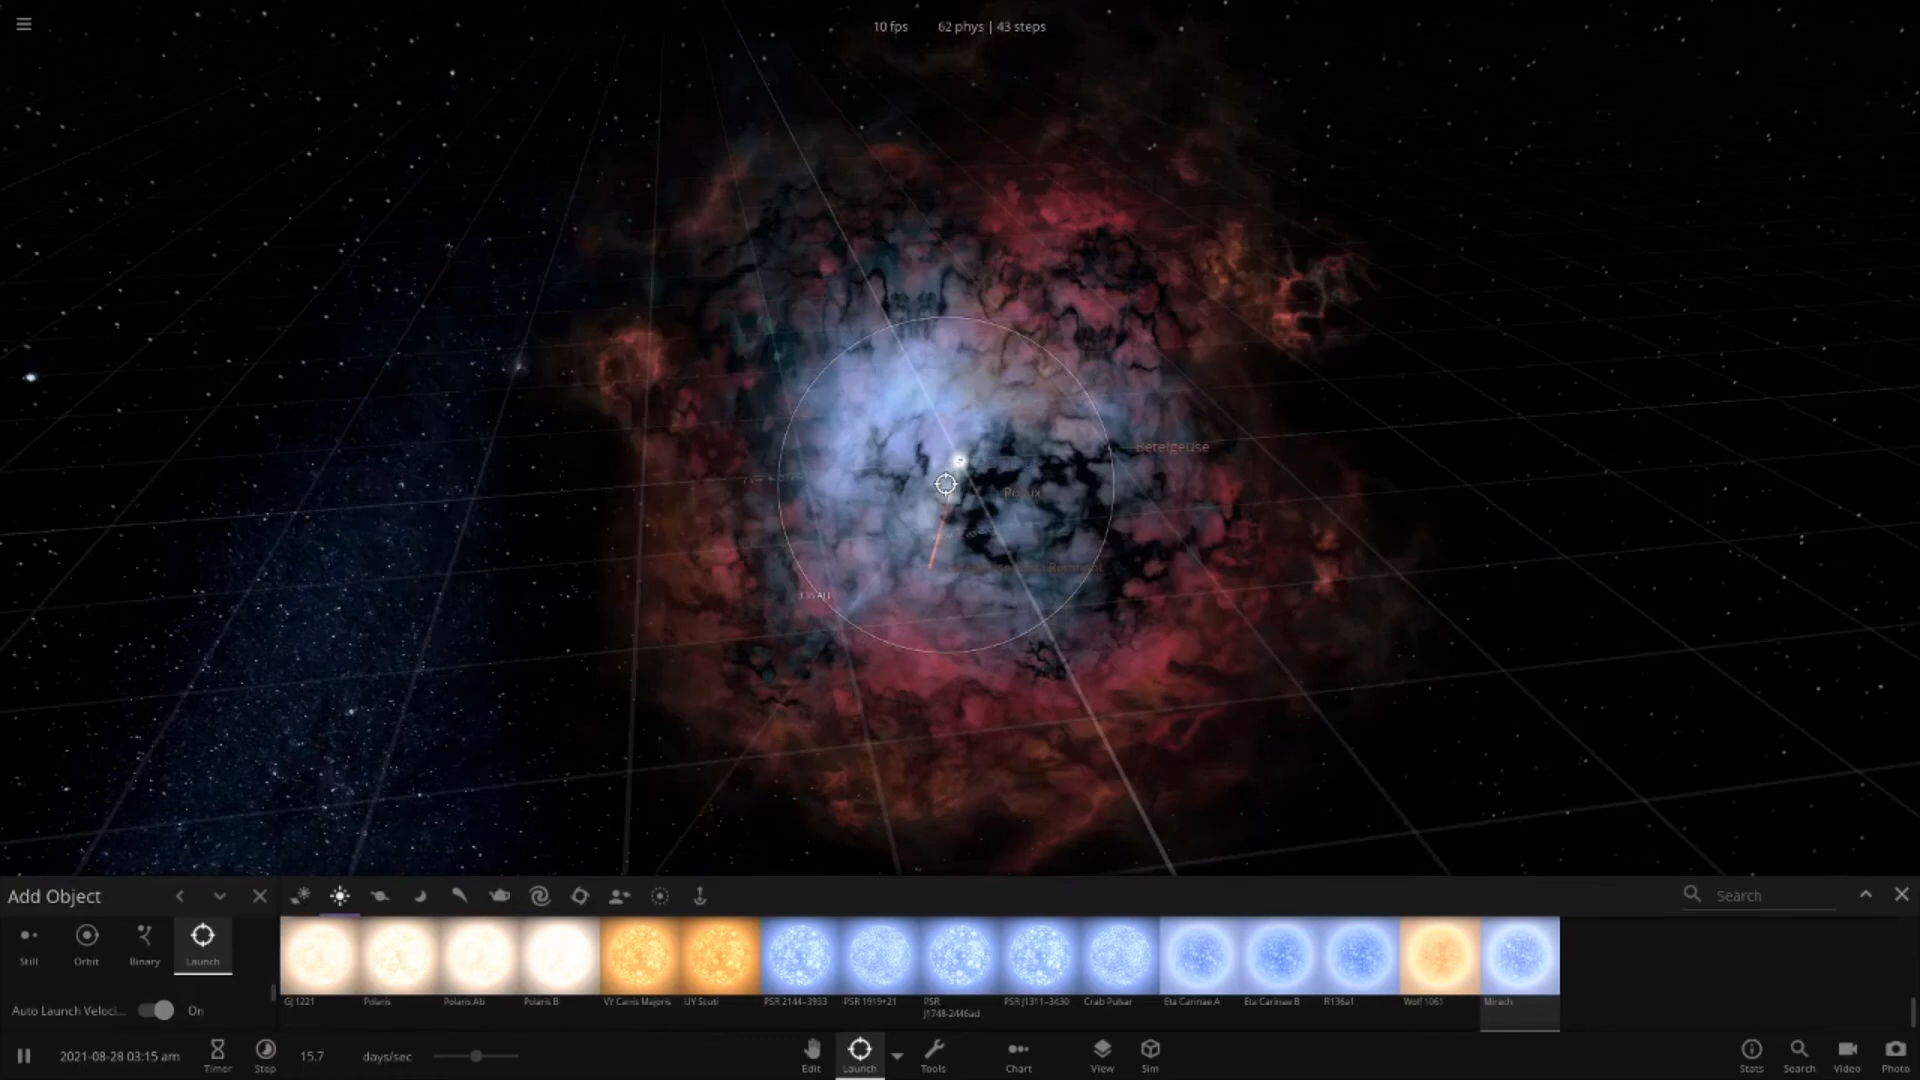 10 fps 62 phys | 43 steps
Betelgeuse
Pollux
Remnant
Add Object
Search
Still Orbit Binary Launch
GJ 1221 Polaris Polaris Ab Polaris B VY Canis Majoris UY Scuti PSR 2144-3933 PSR 1919+21 PSR J1748-2446ad PSR J1311-3430 Crab Pulsar Eta Carinae A Eta Carinae B R136a1 Wolf 1061 Mirach
Auto Launch Veloci... On
2021-08-28 03:15 am Timer Step 15.7 days/sec Edit Launch Tools Chart View Sim Stats Search Video Photo